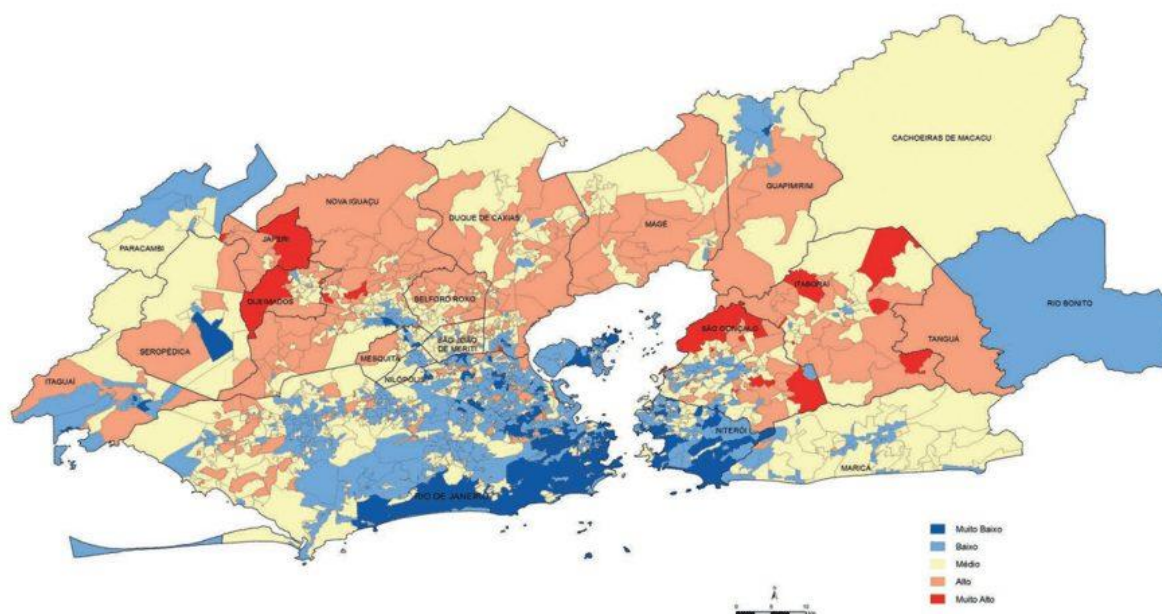 CACHOEIRAS DE MACACU
GUAPIMIRIM
NOVA IGUAÇU
DUQUE DE CAXIAS
MAGÉ
PARACAMBI
JAPERI
ITABORAÍ
QUEIMADOS
BELFORD ROXO
RIO BONITO
SÃO GONÇALO
SÃO JOÃO
DE MERITI
TANGUÁ
SEROPÉDICA
MESQUITA
NILÓPOLIS
ITAGUAÍ
NITERÓI
MARICÁ
RIO DE JANEIRO
Muito Baixo
Baixo
Médio
Alto
Muito Alto